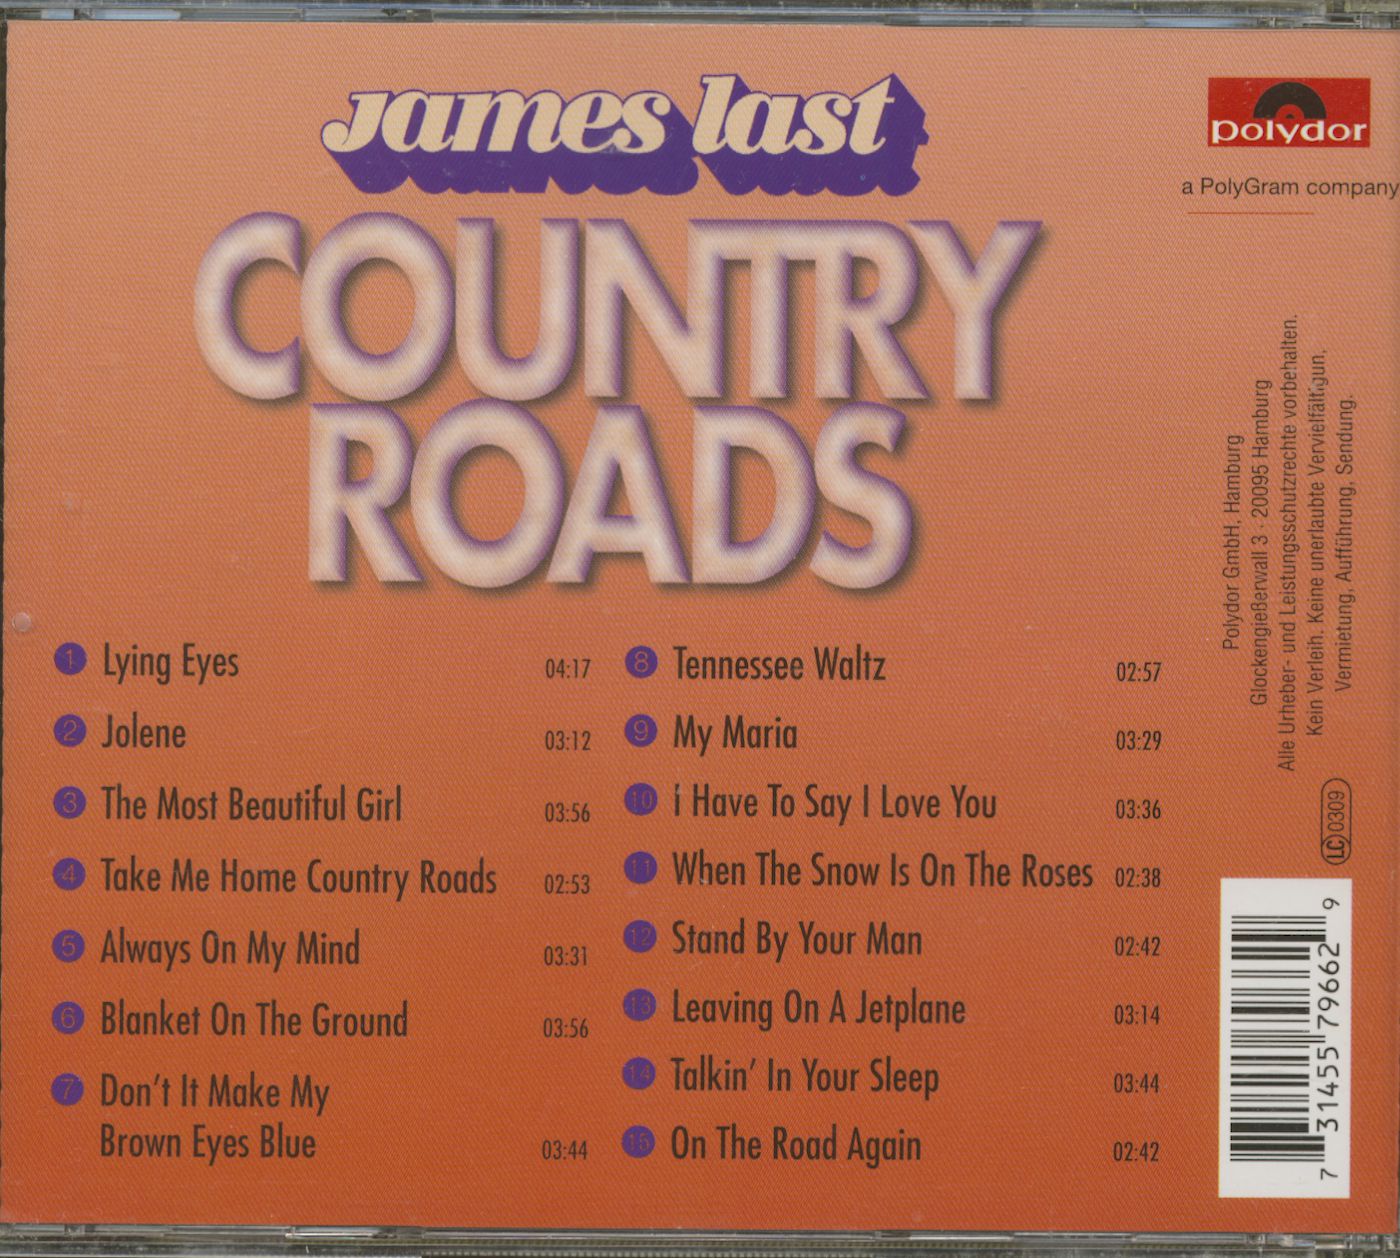 james last
COUNTRY
ROADS
polydor
a PolyGram company
1 Lying Eyes 04:17
2 Jolene 03:12
3 The Most Beautiful Girl 03:56
4 Take Me Home Country Roads 02:53
5 Always On My Mind 03:31
6 Blanket On The Ground 03:56
7 Don't It Make My
Brown Eyes Blue 03:44
8 Tennessee Waltz 02:57
9 My Maria 03:29
10 I Have To Say I Love You 03:36
11 When The Snow Is On The Roses 02:38
12 Stand By Your Man 02:42
13 Leaving On A Jetplane 03:14
14 Talkin' In Your Sleep 03:44
15 On The Road Again 02:42
Polydor GmbH, Hamburg
Glockengießerwall 3 · 20095 Hamburg
Alle Urheber- und Leistungsschutzrechte vorbehalten.
Kein Verleih. Keine unerlaubte Vervielfältigun.
Vermietung, Aufführung, Sendung.
LC 0309
7 31455 79662 9